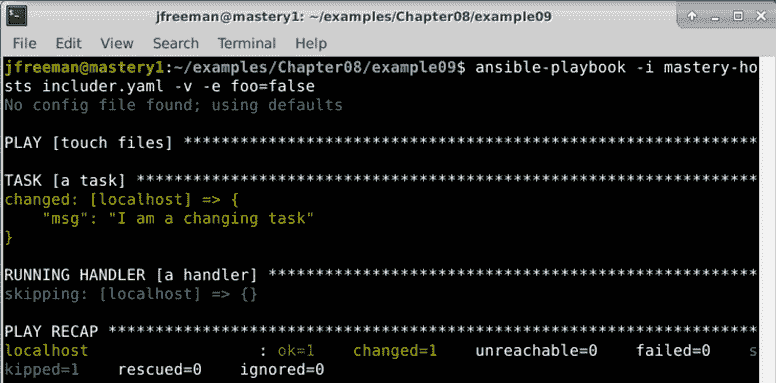 jfreeman@mastery1: ~/examples/Chapter08/example09
File Edit View Search Terminal Help
jfreeman@mastery1:~/examples/Chapter08/example09$ ansible-playbook -i mastery-ho
sts includer.yaml -v -e foo=false
No config file found; using defaults
PLAY [touch files] **************************************************************
TASK [a task] ******************************************************************
changed: [localhost] => {
    "msg": "I am a changing task"
}
RUNNING HANDLER [a handler] ****************************************************
skipping: [localhost] => {}
PLAY RECAP *********************************************************************
localhost                  : ok=1    changed=1    unreachable=0    failed=0    s
kipped=1    rescued=0    ignored=0